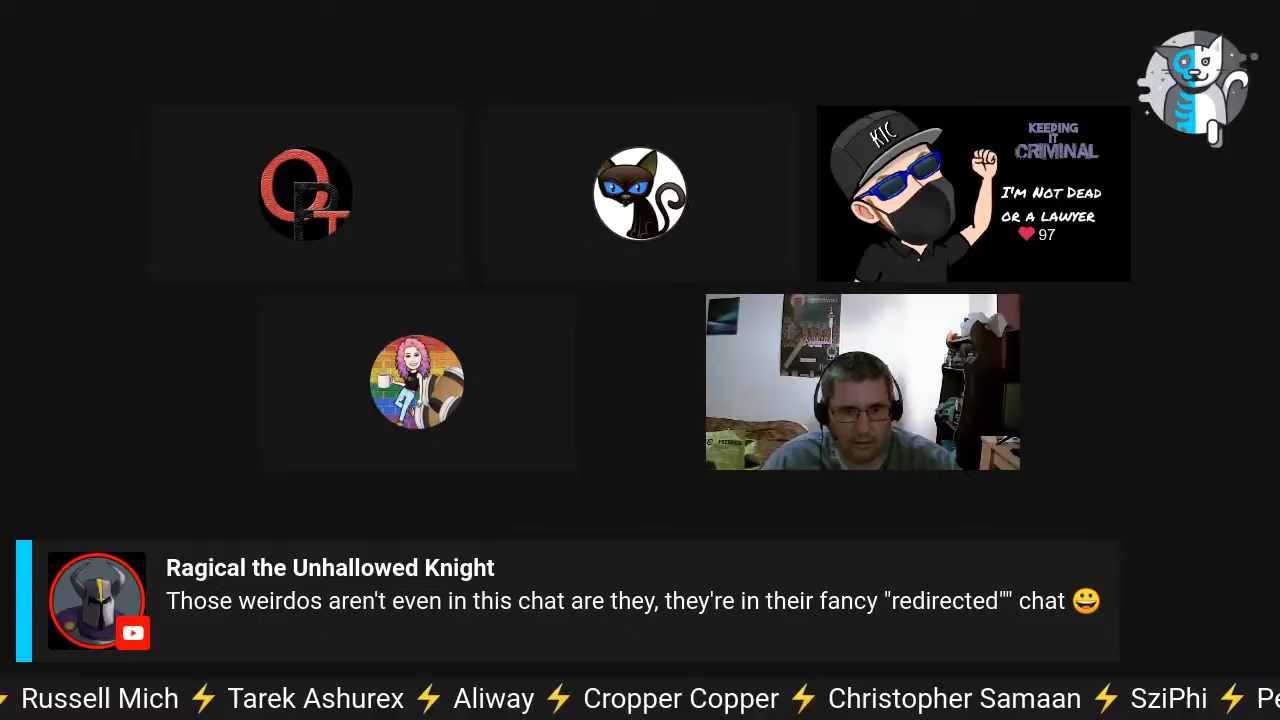 OPT
KIC
KEEPING
IT
CRIMINAL
I'M NOT DEAD
OR A LAWYER
97
Ragical the Unhallowed Knight
Those weirdos aren't even in this chat are they, they're in their fancy "redirected"" chat 😀
⚡ Russell Mich ⚡ Tarek Ashurex ⚡ Aliway ⚡ Cropper Copper ⚡ Christopher Samaan ⚡ SziPhi ⚡ Pe